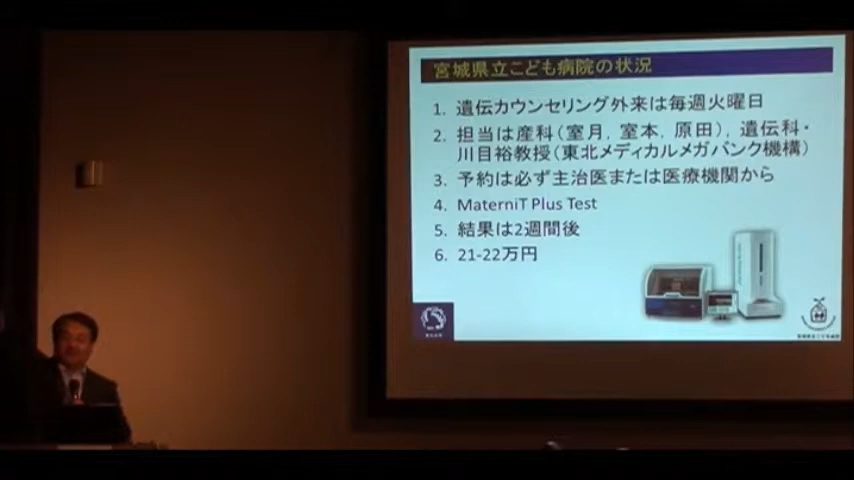 宮城県立こども病院の状況
1. 遺伝カウンセリング外来は毎週火曜日
2. 担当は産科（室月，室本，原田），遺伝科・
川目裕教授（東北メディカルメガバンク機構）
3. 予約は必ず主治医または医療機関から
4. MaterniT Plus Test
5. 結果は2週間後
6. 21-22万円